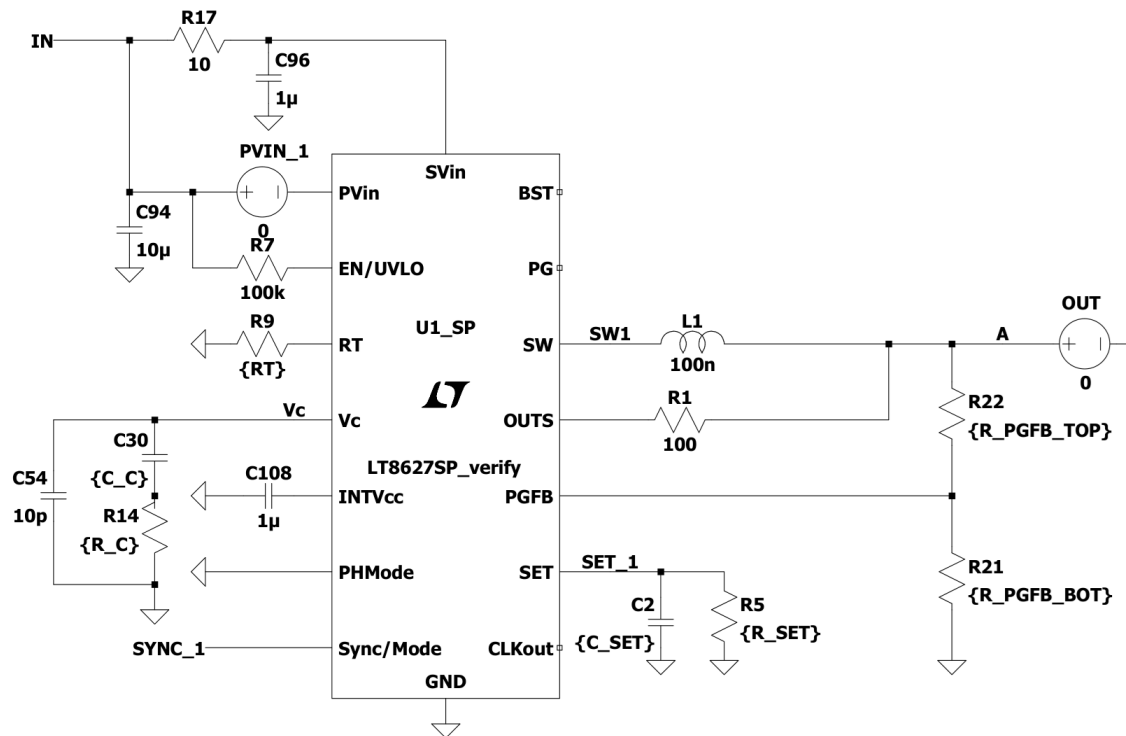 R17
IN
10
C96
1µ
PVIN_1
SVin
+
PVin
BST
C94
10µ
0
R7
EN/UVLO
PG
100k
R9
U1_SP
L1
OUT
RT
SW
SW1
A
+
{RT}
100n
0
R1
R22
Vc
Vc
OUTS
{R_PGFB_TOP}
C30
100
{C_C}
C54
C108
LT8627SP_verify
INTVcc
PGFB
10p
R14
1µ
{R_C}
SET_1
R21
PHMode
SET
{R_PGFB_BOT}
C2
R5
{C_SET}
{R_SET}
SYNC_1
Sync/Mode
CLKout
GND